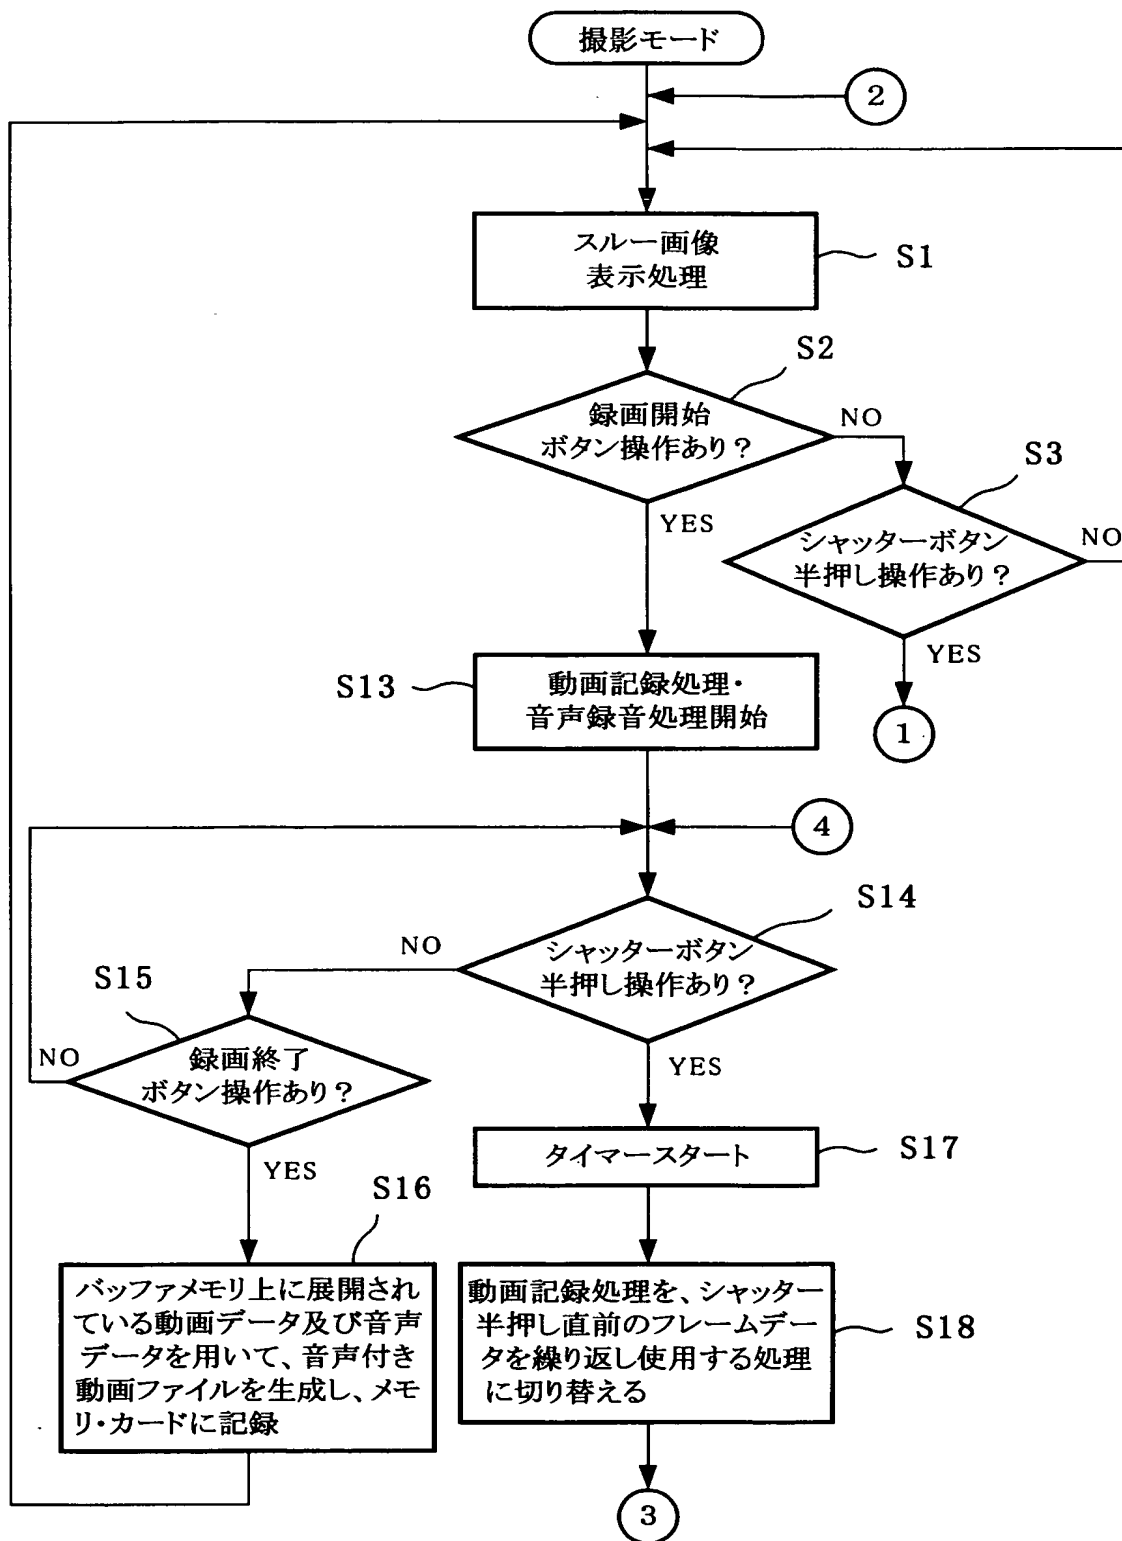 撮影モード
2
スルー画像
表示処理
S1
S2
録画開始
ボタン操作あり?
NO
S3
シャッターボタン
半押し操作あり?
NO
YES
YES
S13
動画記録処理・
音声録音処理開始
1
4
S14
シャッターボタン
半押し操作あり?
NO
S15
録画終了
ボタン操作あり?
NO
YES
YES
タイマースタート
S17
S16
バッファメモリ上に展開され
ている動画データ及び音声
データを用いて、音声付き
動画ファイルを生成し、メモ
リ・カードに記録
動画記録処理を、シャッター
半押し直前のフレームデー
タを繰り返し使用する処理
に切り替える
S18
3